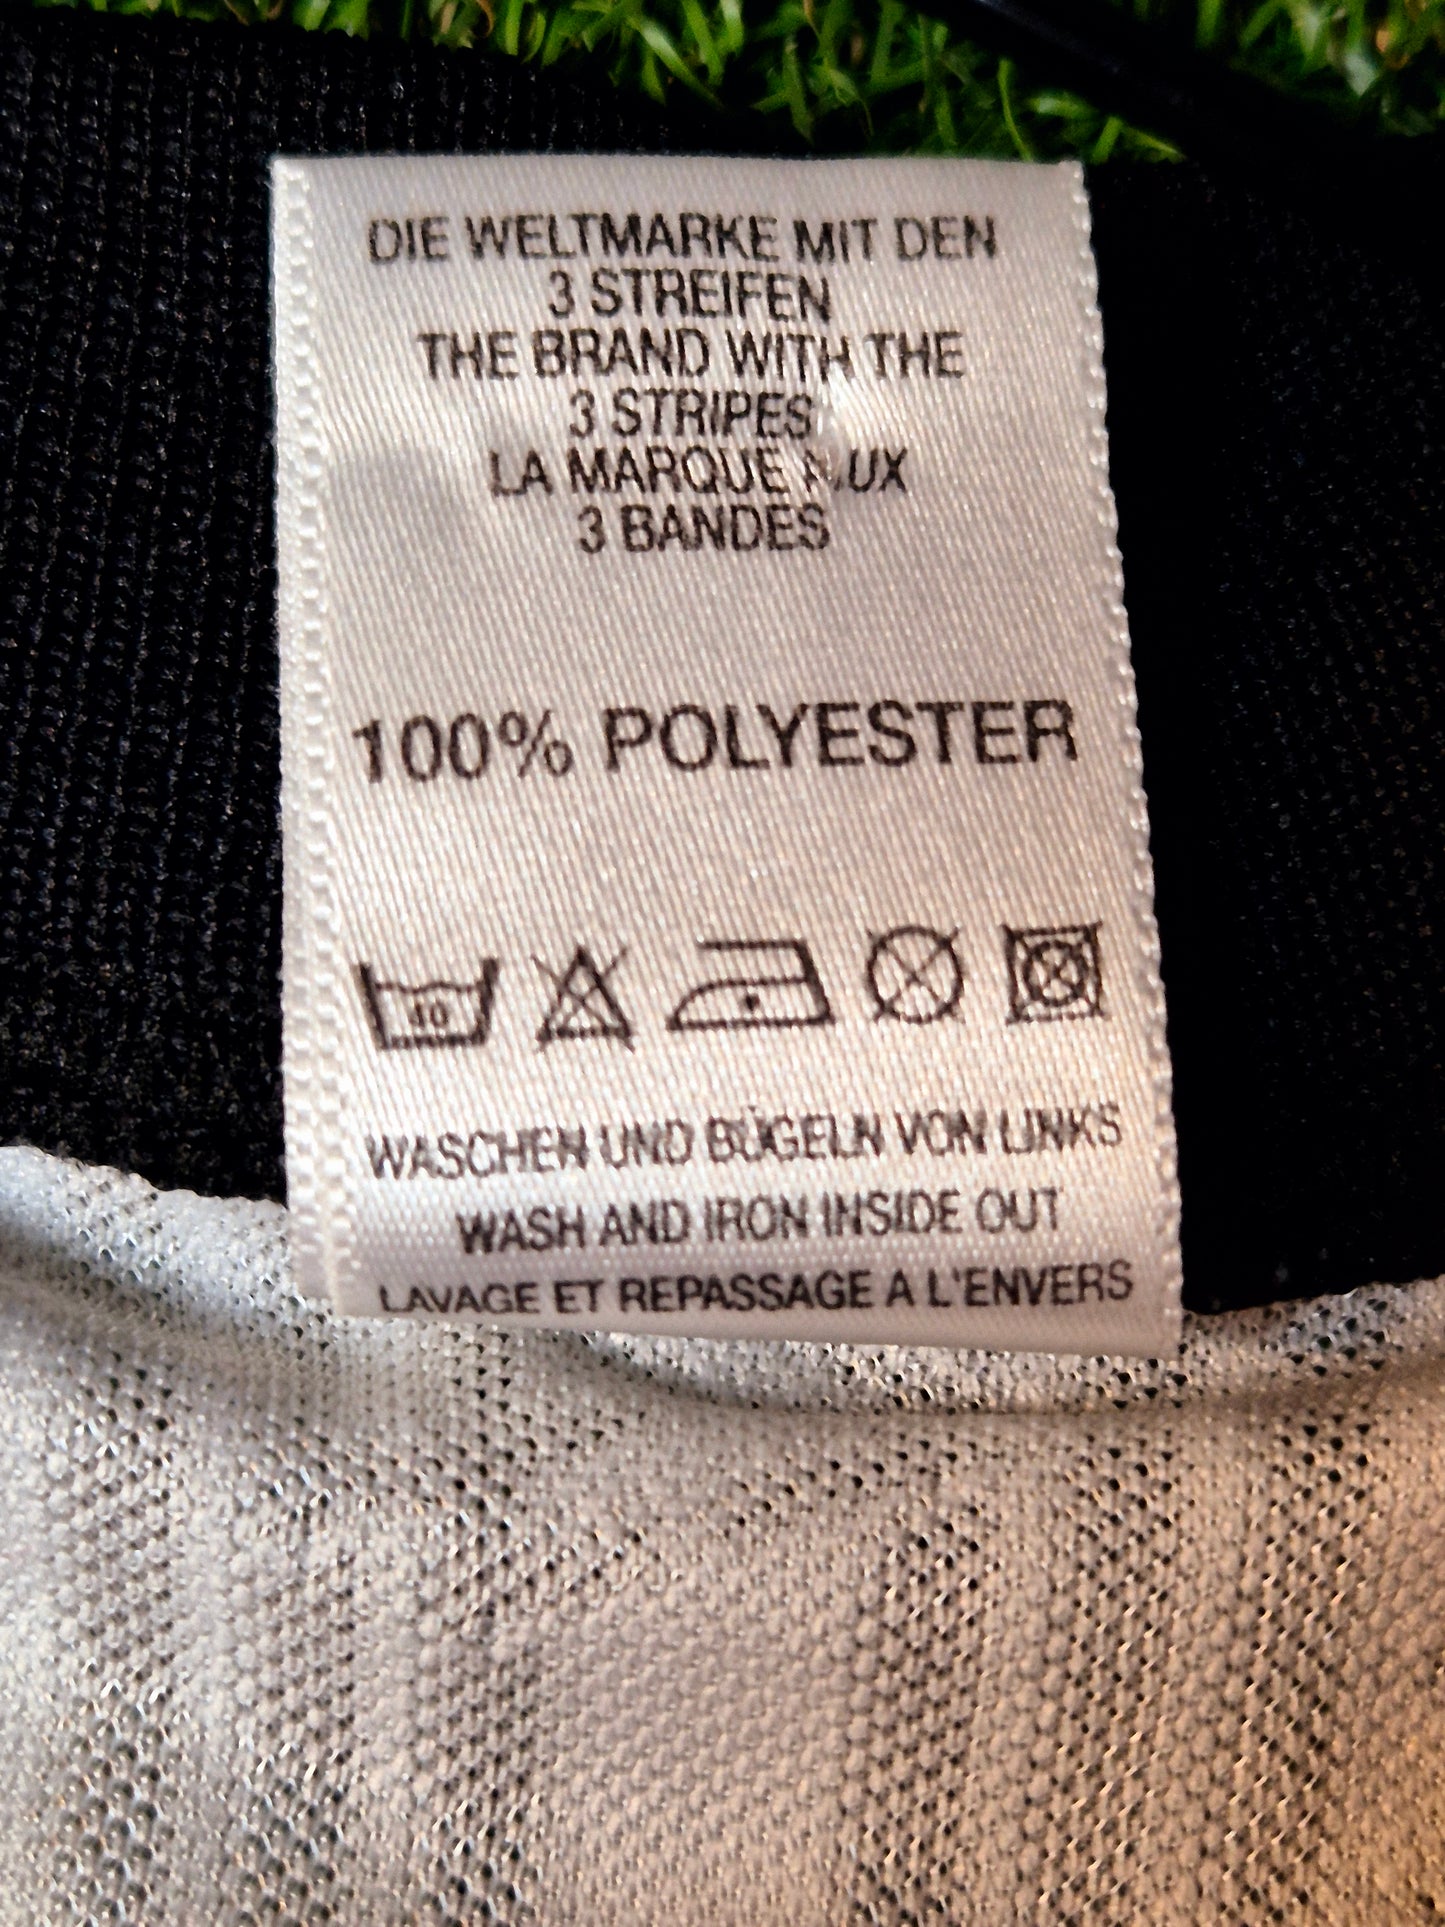 DIE WELTMARKE MIT DEN
3 STREIFEN
THE BRAND WITH THE
3 STRIPES
LA MARQUE AUX
3 BANDES
100% POLYESTER
40
WASCHEN UND BÜGELN VON LINKS
WASH AND IRON INSIDE OUT
LAVAGE ET REPASSAGE A L'ENVERS